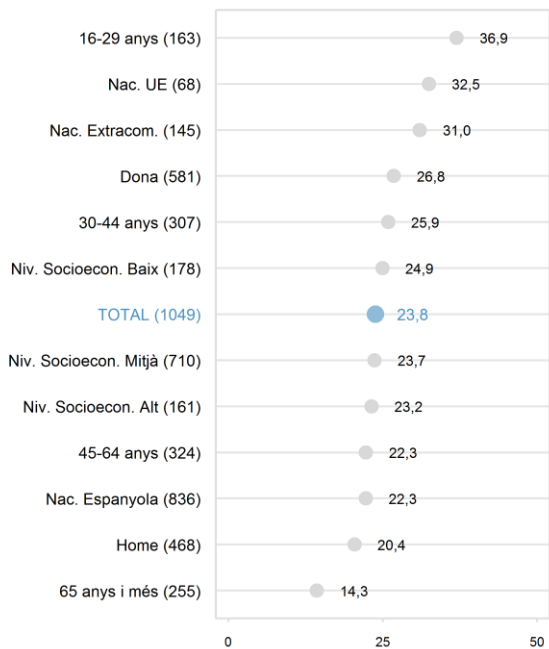 16-29 anys (163) 36,9
Nac. UE (68) 32,5
Nac. Extracom. (145) 31,0
Dona (581) 26,8
30-44 anys (307) 25,9
Niv. Socioecon. Baix (178) 24,9
TOTAL (1049) 23,8
Niv. Socioecon. Mitjà (710) 23,7
Niv. Socioecon. Alt (161) 23,2
45-64 anys (324) 22,3
Nac. Espanyola (836) 22,3
Home (468) 20,4
65 anys i més (255) 14,3
0 25 50